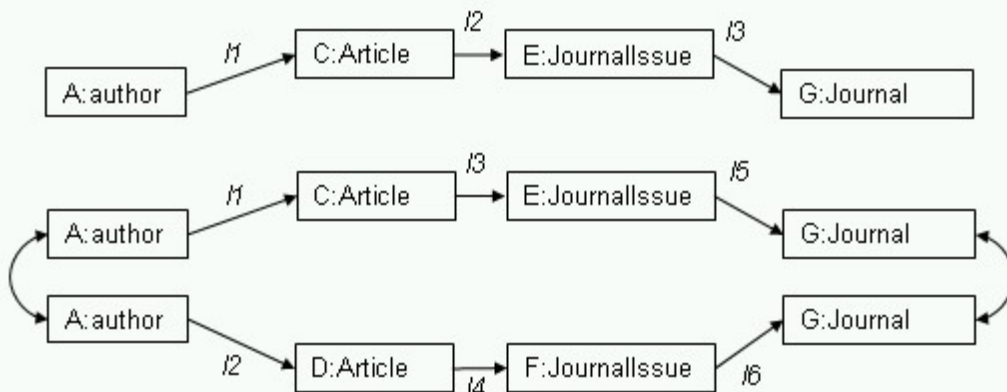 l1
l2
l3
A:author
C:Article
E:JournalIssue
G:Journal
l1
l3
l5
A:author
C:Article
E:JournalIssue
G:Journal
A:author
G:Journal
l2
D:Article
l4
F:JournalIssue
l6